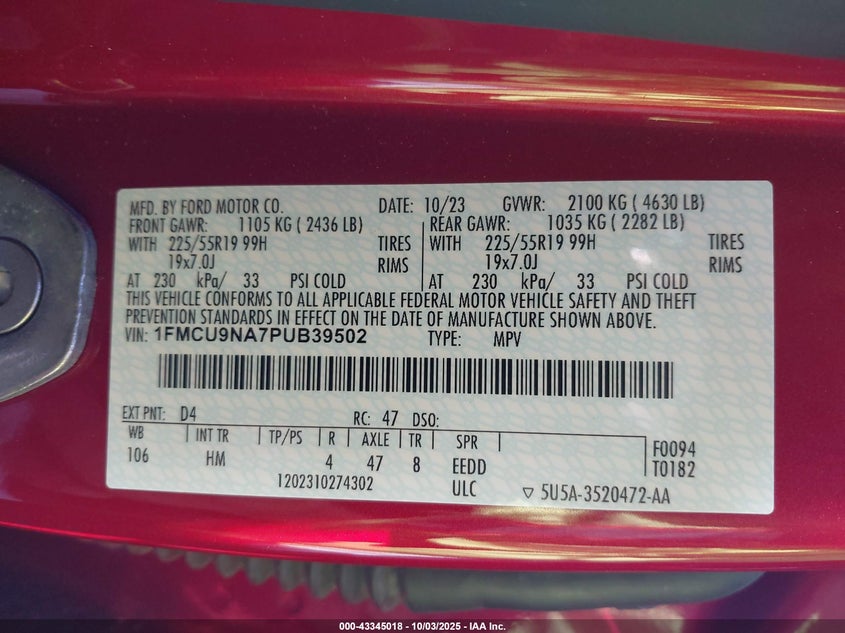 MFD. BY FORD MOTOR CO. DATE: 10/23 GVWR: 2100 KG ( 4630 LB)
FRONT GAWR: 1105 KG ( 2436 LB) REAR GAWR: 1035 KG ( 2282 LB)
WITH 225/55R19 99H TIRES WITH 225/55R19 99H TIRES
19x7.0J RIMS 19x7.0J RIMS
AT 230 kPa/ 33 PSI COLD AT 230 kPa/ 33 PSI COLD
THIS VEHICLE CONFORMS TO ALL APPLICABLE FEDERAL MOTOR VEHICLE SAFETY AND THEFT
PREVENTION STANDARDS IN EFFECT ON THE DATE OF MANUFACTURE SHOWN ABOVE.
VIN: 1FMCU9NA7PUB39502 TYPE: MPV
EXT PNT: D4 RC: 47 DSO:
WB INT TR TP/PS R AXLE TR SPR F0094
106 HM 4 47 8 EEDD T0182
1202310274302 ULC ▽ 5U5A-3520472-AA
000-43345018 - 10/03/2025 - IAA Inc.